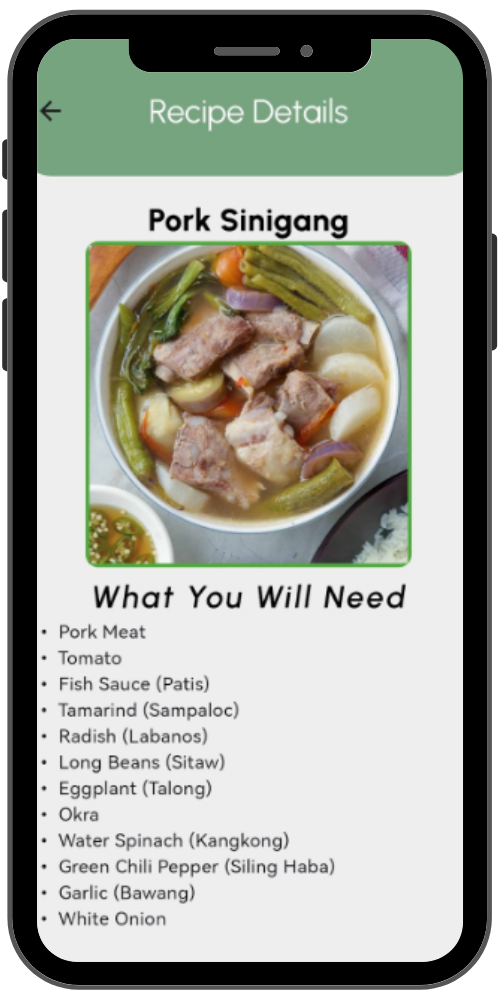 Recipe Details
Pork Sinigang
What You Will Need
• Pork Meat
• Tomato
• Fish Sauce (Patis)
• Tamarind (Sampaloc)
• Radish (Labanos)
• Long Beans (Sitaw)
• Eggplant (Talong)
• Okra
• Water Spinach (Kangkong)
• Green Chili Pepper (Siling Haba)
• Garlic (Bawang)
• White Onion